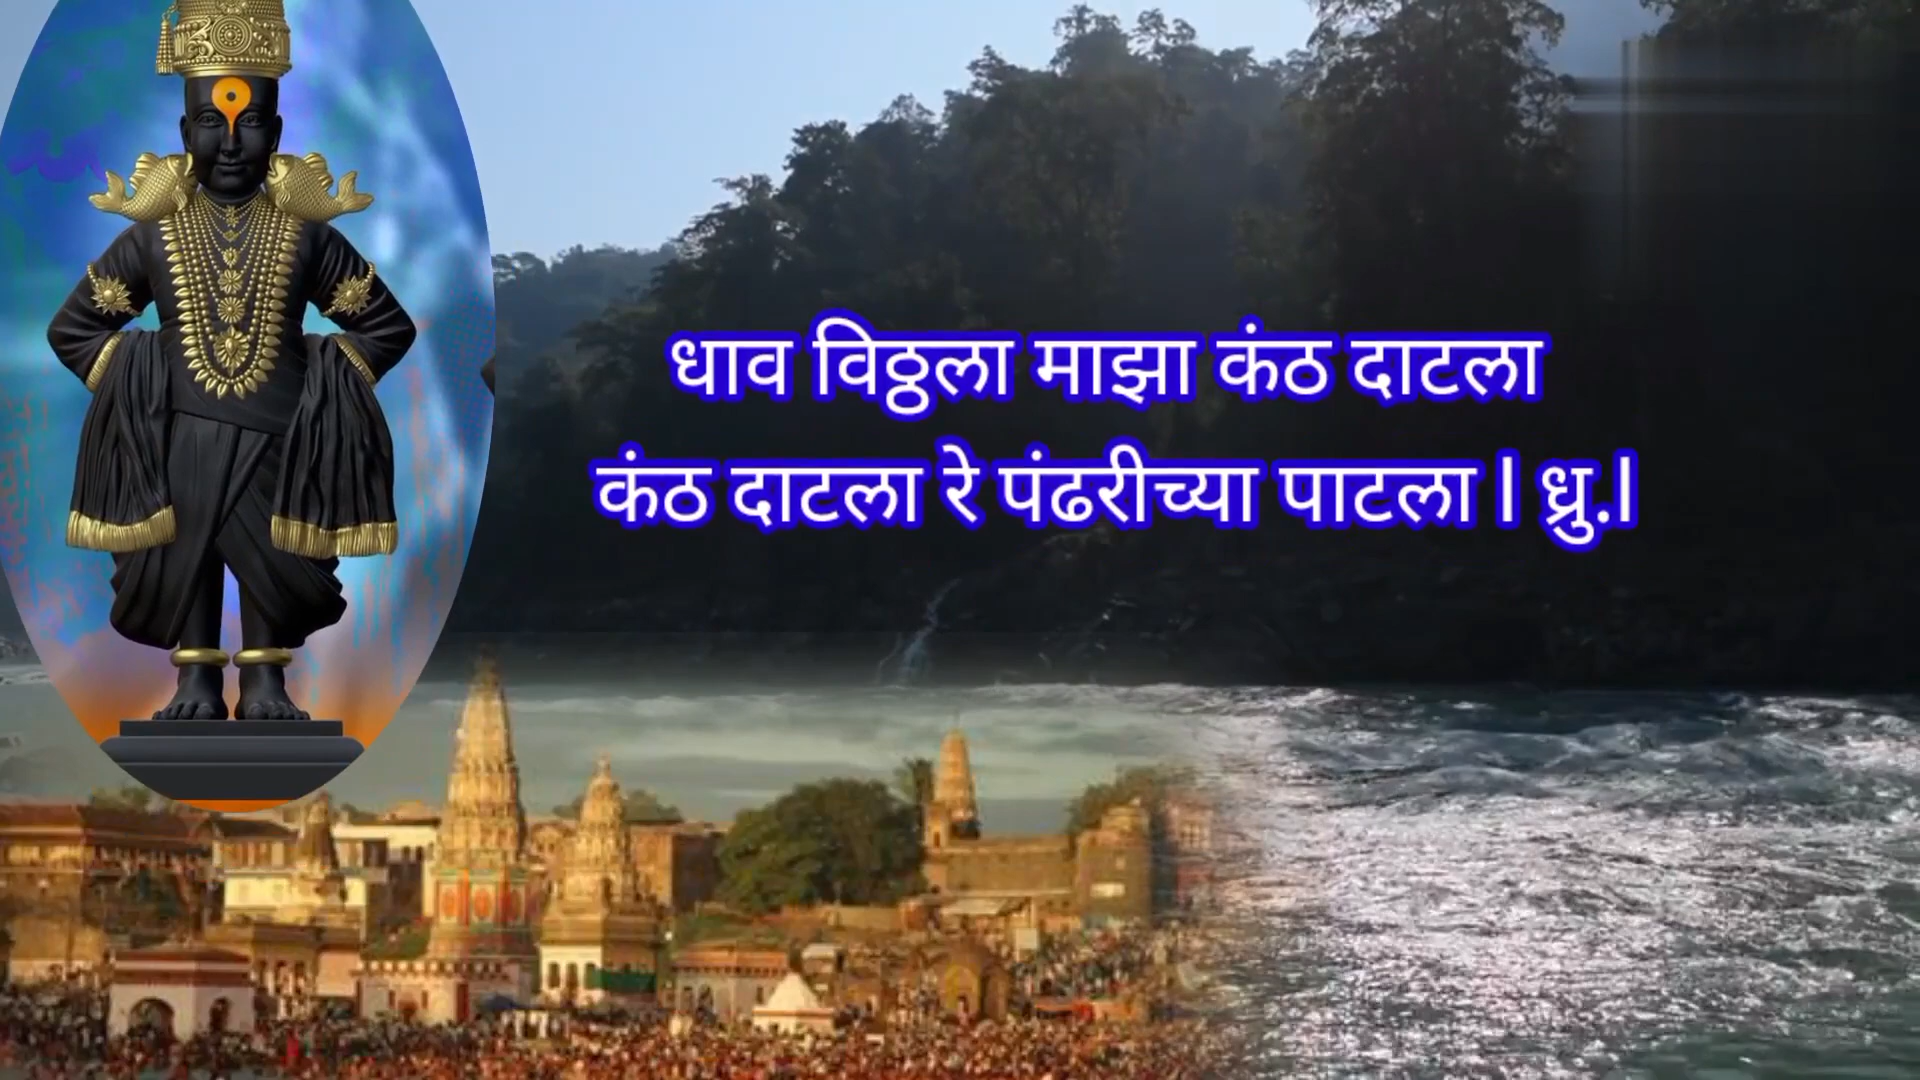 धाव विठ्ठला माझा कंठ दाटला
कंठ दाटला रे पंढरीच्या पाटला l ध्रु.l